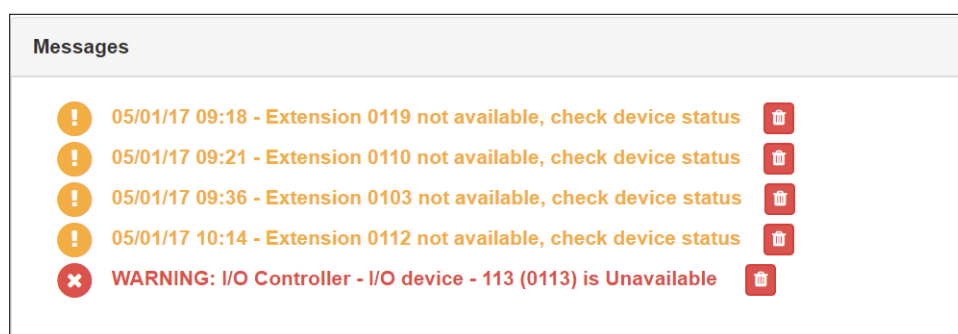 Messages
05/01/17 09:18 - Extension 0119 not available, check device status
05/01/17 09:21 - Extension 0110 not available, check device status
05/01/17 09:36 - Extension 0103 not available, check device status
05/01/17 10:14 - Extension 0112 not available, check device status
WARNING: I/O Controller - I/O device - 113 (0113) is Unavailable